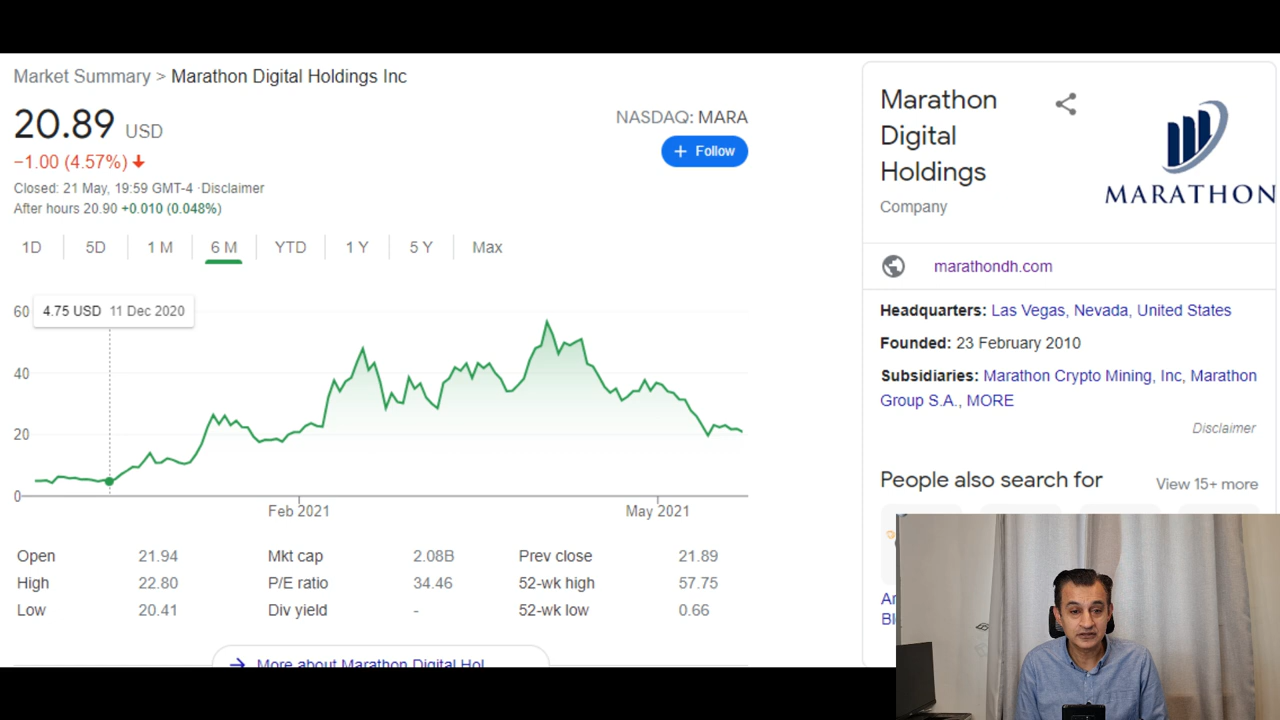 Market Summary > Marathon Digital Holdings Inc
20.89 USD
NASDAQ: MARA
−1.00 (4.57%)
+ Follow
Closed: 21 May, 19:59 GMT-4 ·Disclaimer
After hours 20.90 +0.010 (0.048%)
1D 5D 1 M 6 M YTD 1 Y 5 Y Max
4.75 USD 11 Dec 2020
60
40
20
0
Feb 2021 May 2021
Open 21.94 Mkt cap 2.08B Prev close 21.89
High 22.80 P/E ratio 34.46 52-wk high 57.75
Low 20.41 Div yield - 52-wk low 0.66
More about Marathon Digital Hol
Marathon
Digital
Holdings
Company
MARATHON
marathondh.com
Headquarters: Las Vegas, Nevada, United States
Founded: 23 February 2010
Subsidiaries: Marathon Crypto Mining, Inc, Marathon
Group S.A., MORE
Disclaimer
People also search for View 15+ more